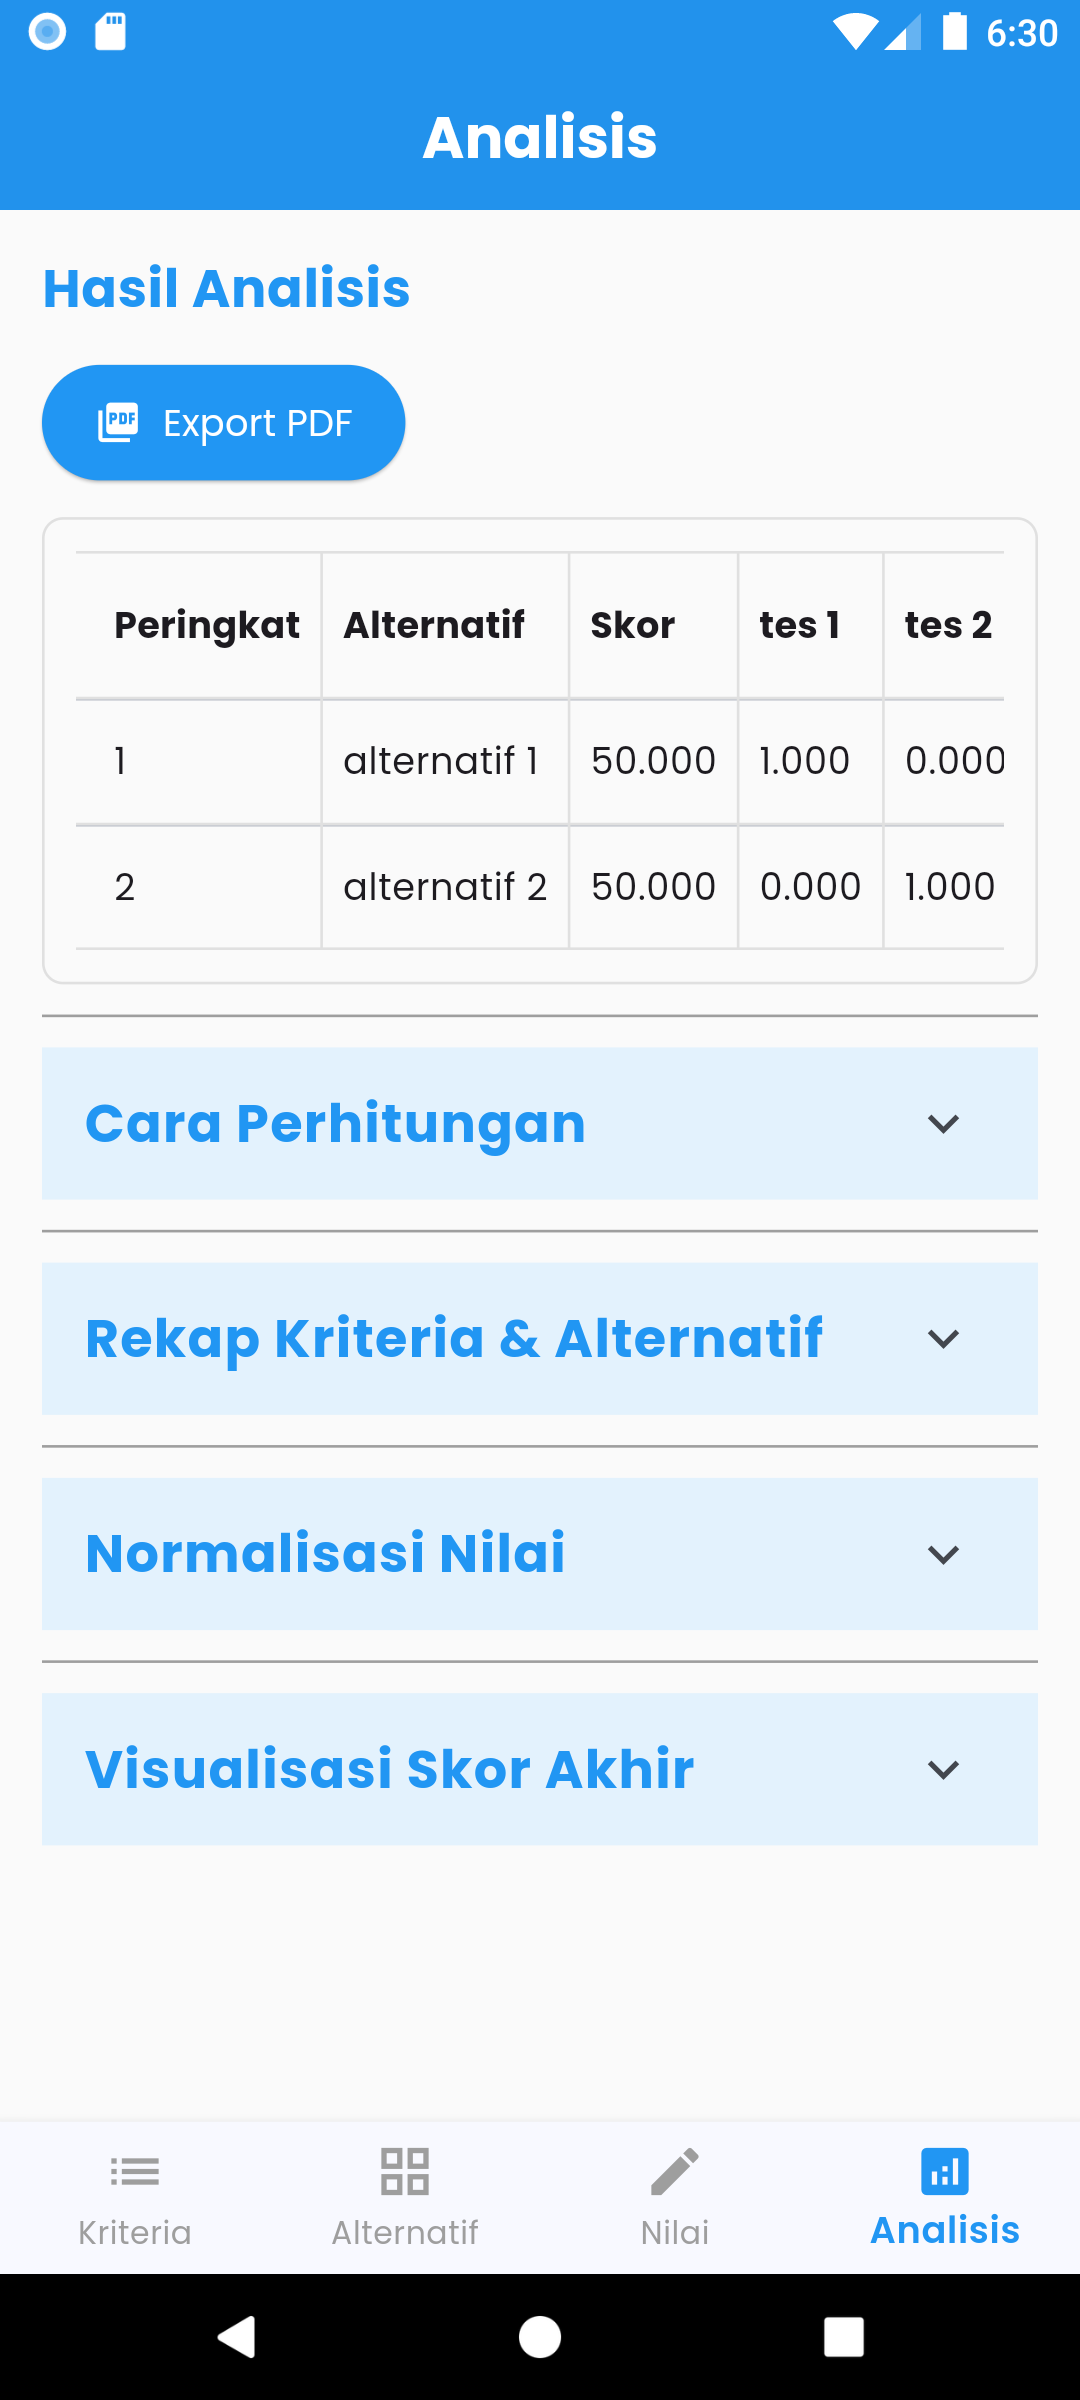 6:30
Analisis
Hasil Analisis
PDF Export PDF
Peringkat Alternatif Skor tes 1 tes 2
1 alternatif 1 50.000 1.000 0.000
2 alternatif 2 50.000 0.000 1.000
Cara Perhitungan
Rekap Kriteria & Alternatif
Normalisasi Nilai
Visualisasi Skor Akhir
Kriteria Alternatif Nilai Analisis